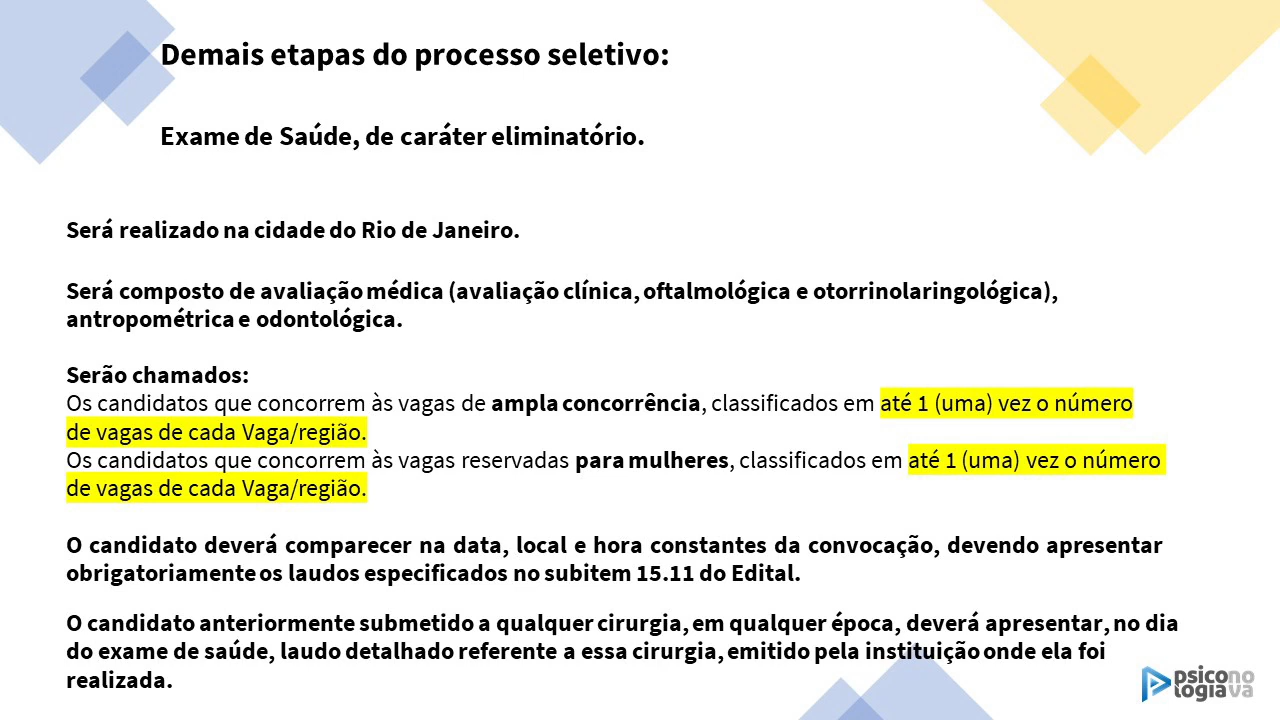 Demais etapas do processo seletivo:
Exame de Saúde, de caráter eliminatório.
Será realizado na cidade do Rio de Janeiro.
Será composto de avaliação médica (avaliação clínica, oftalmológica e otorrinolaringológica),
antropométrica e odontológica.
Serão chamados:
Os candidatos que concorrem às vagas de ampla concorrência, classificados em até 1 (uma) vez o número
de vagas de cada Vaga/região.
Os candidatos que concorrem às vagas reservadas para mulheres, classificados em até 1 (uma) vez o número
de vagas de cada Vaga/região.
O candidato deverá comparecer na data, local e hora constantes da convocação, devendo apresentar
obrigatoriamente os laudos especificados no subitem 15.11 do Edital.
O candidato anteriormente submetido a qualquer cirurgia, em qualquer época, deverá apresentar, no dia
do exame de saúde, laudo detalhado referente a essa cirurgia, emitido pela instituição onde ela foi
realizada.
psicono
logiava